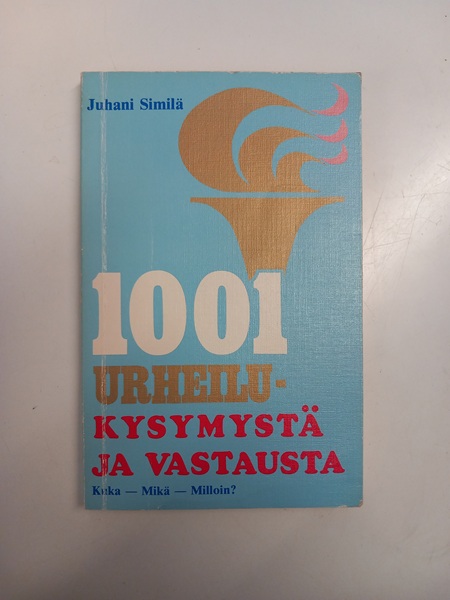 Juhani Similä
1001
URHEILU-
KYSYMYSTÄ
JA VASTAUSTA
Kuka — Mikä — Milloin?